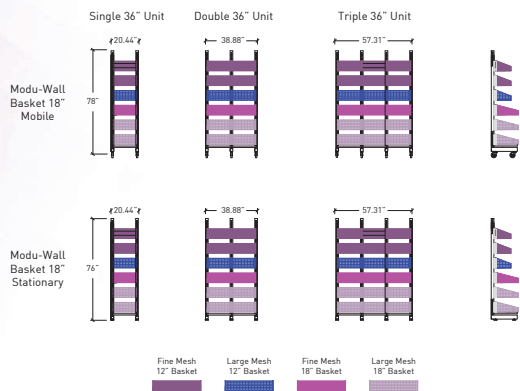 Single 36” Unit
Double 36” Unit
Triple 36” Unit
20.44”
38.88”
57.31”
Modu-Wall
Basket 18”
Mobile
78”
20.44”
38.88”
57.31”
Modu-Wall
Basket 18”
Stationary
76”
Fine Mesh
12” Basket
Large Mesh
12” Basket
Fine Mesh
18” Basket
Large Mesh
18” Basket